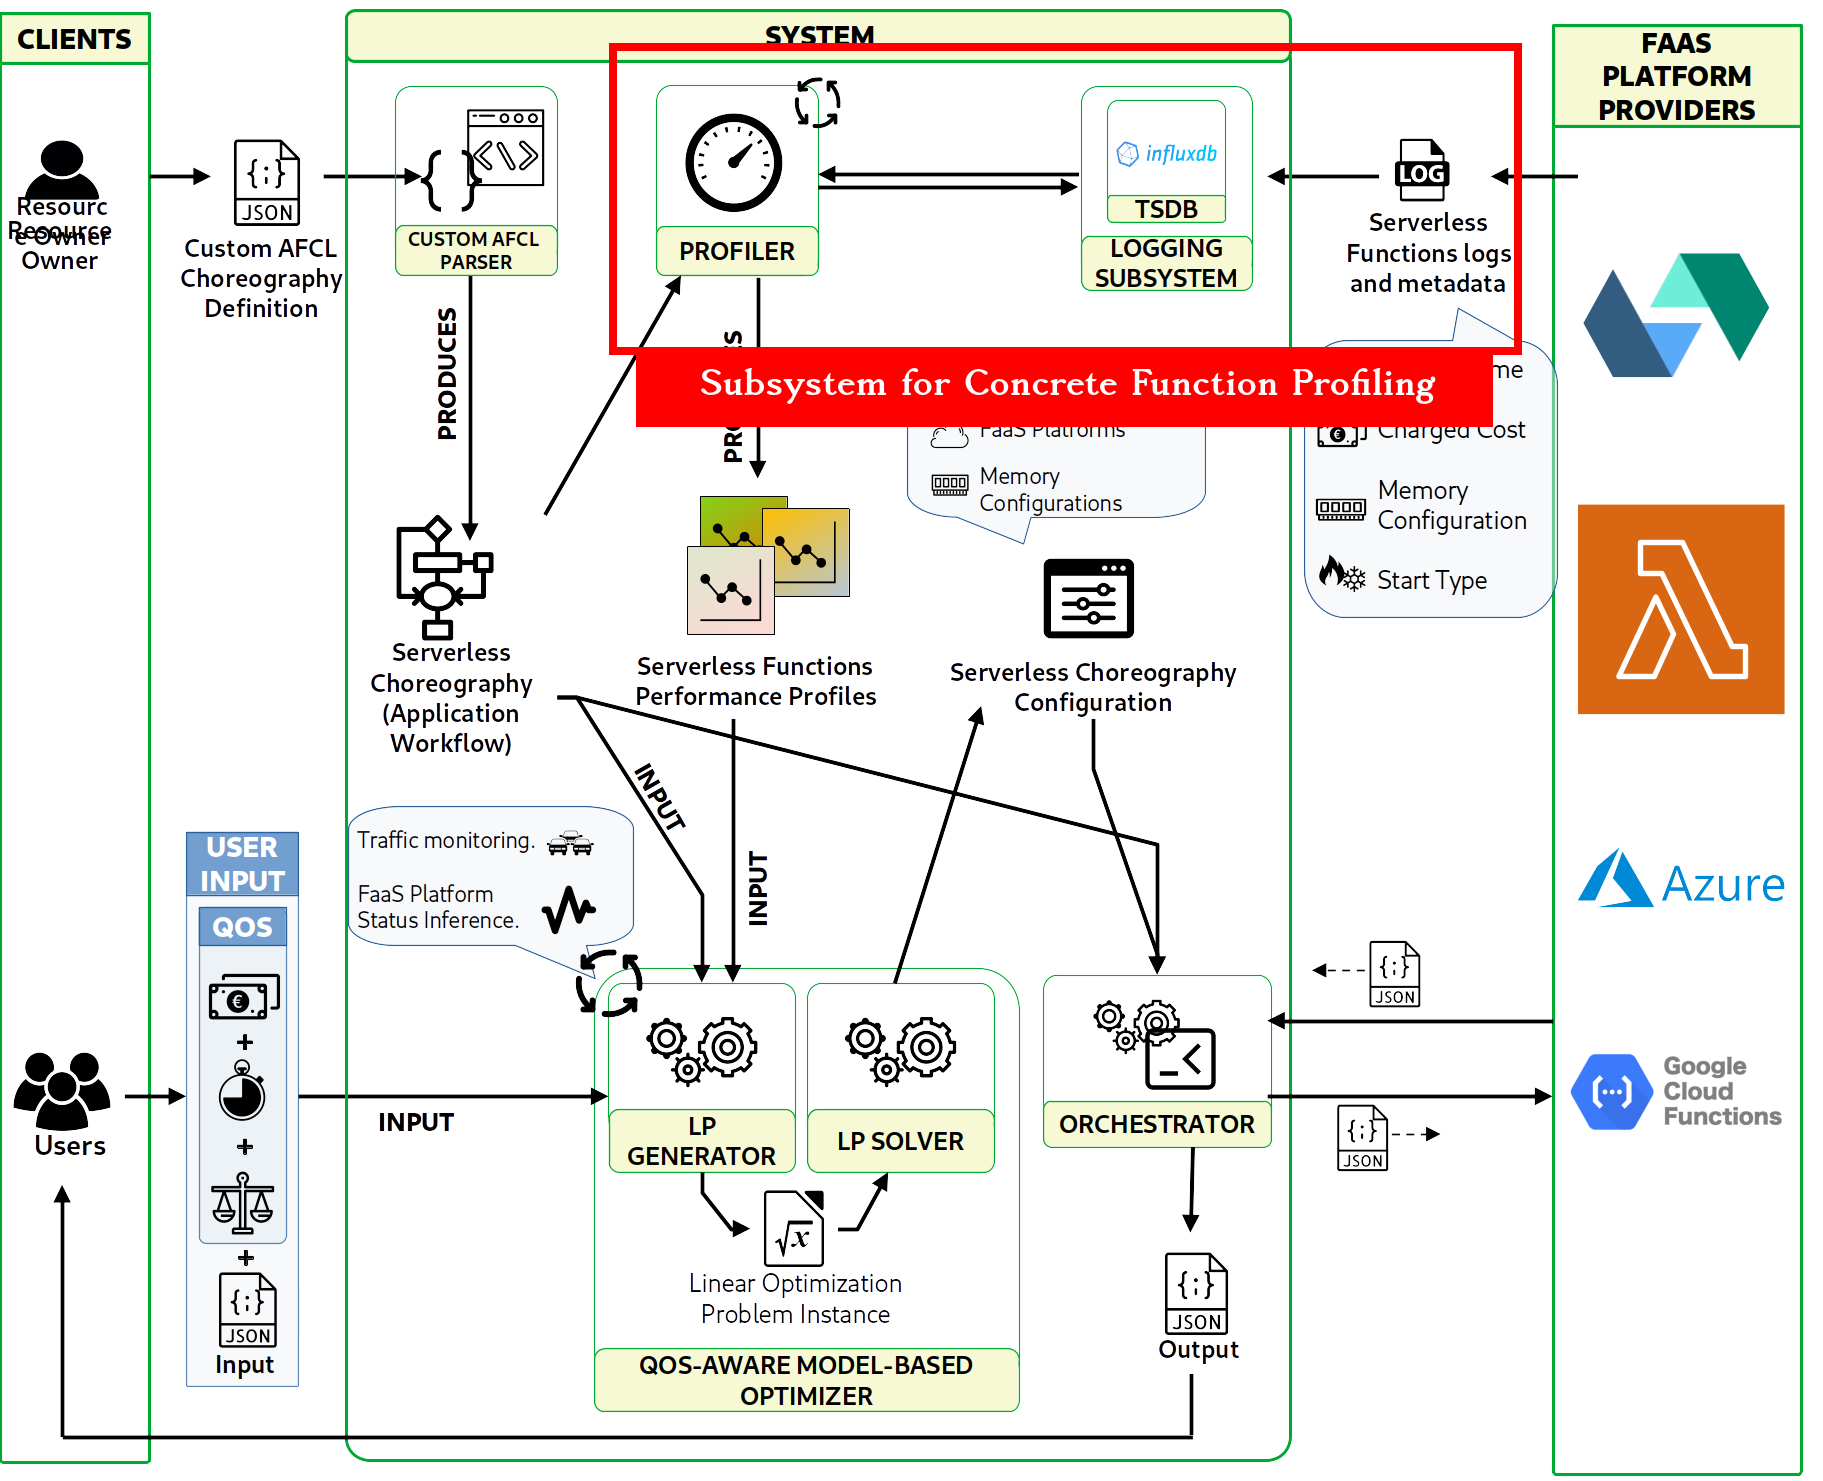 CLIENTS
SYSTEM
FAAS
PLATFORM
PROVIDERS
Resourc
e Owner
Resource
Owner
{;}
JSON
Custom AFCL
Choreography
Definition
{ }
<\>
CUSTOM AFCL
PARSER
PROFILER
influxdb
TSDB
LOGGING
SUBSYSTEM
LOG
Serverless
Functions logs
and metadata
PRODUCES
Subsystem for Concrete Function Profiling
me
Charged Cost
Memory
Configuration
Start Type
FaaS Platforms
Memory
Configurations
Serverless
Choreography
(Application
Workflow)
Serverless Functions
Performance Profiles
Serverless Choreography
Configuration
INPUT
INPUT
Traffic monitoring.
FaaS Platform
Status Inference.
USER
INPUT
QOS
€
+
+
+
{;}
JSON
Input
Users
INPUT
LP
GENERATOR
LP SOLVER
√x
Linear Optimization
Problem Instance
QOS-AWARE MODEL-BASED
OPTIMIZER
ORCHESTRATOR
{;}
JSON
Output
{;}
JSON
{;}
JSON
Azure
Google
Cloud
Functions